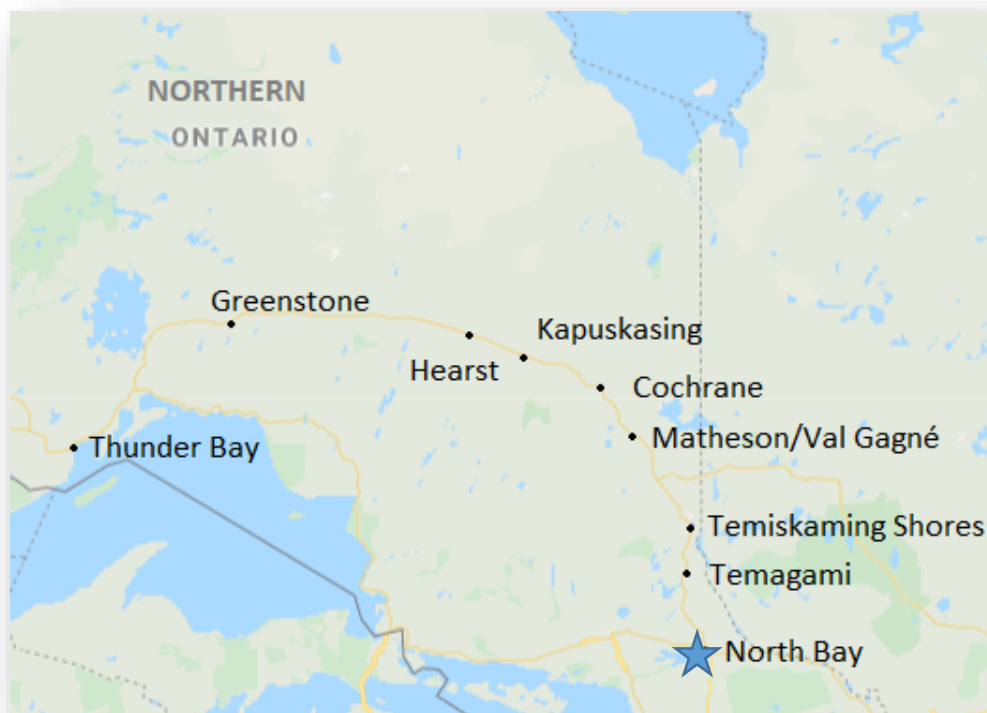 NORTHERN
ONTARIO
Greenstone
Kapuskasing
Hearst
Cochrane
Matheson/Val Gagné
Thunder Bay
Temiskaming Shores
Temagami
North Bay